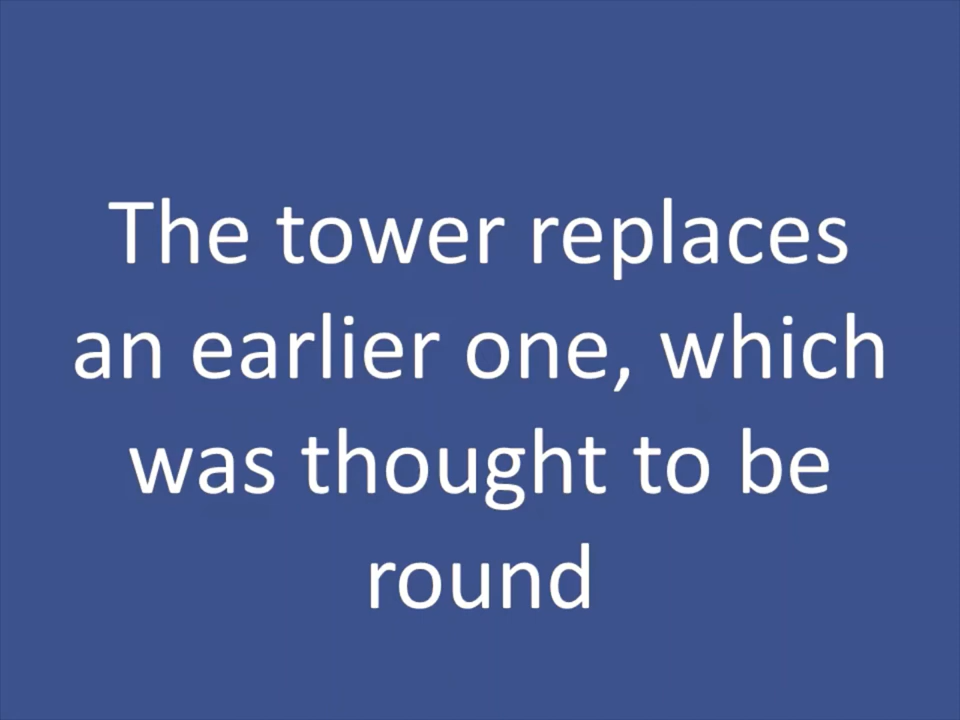 The tower replaces
an earlier one, which
was thought to be
round